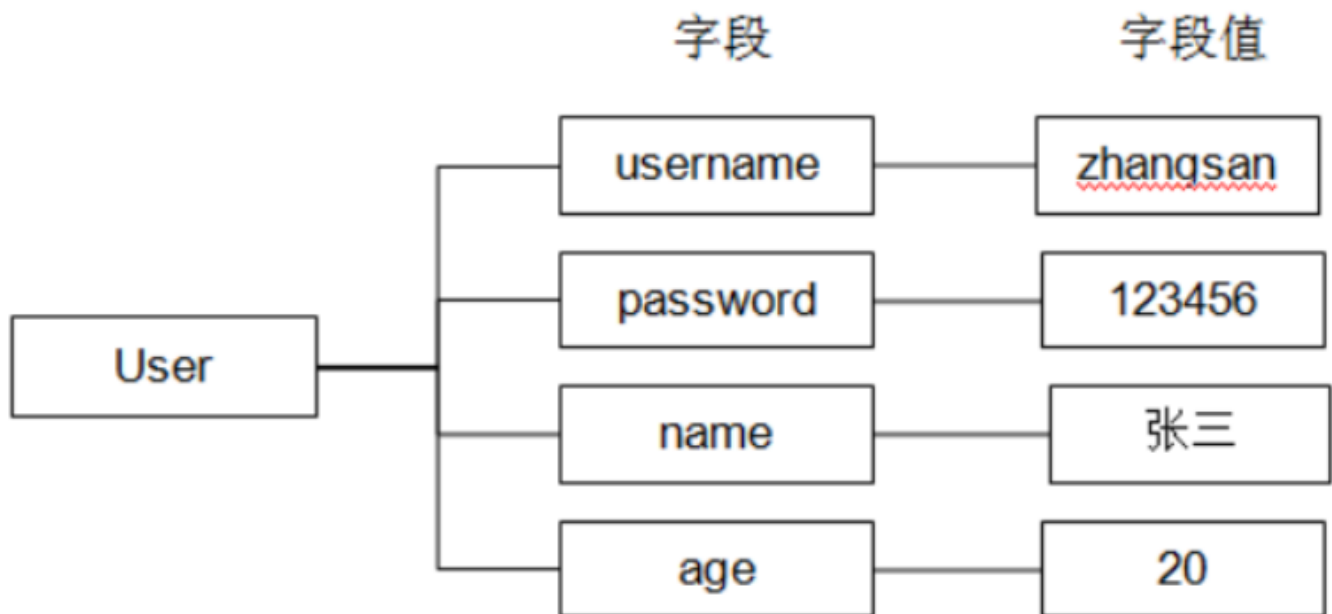 字段 字段值
username zhangsan
password 123456
User
name 张三
age 20